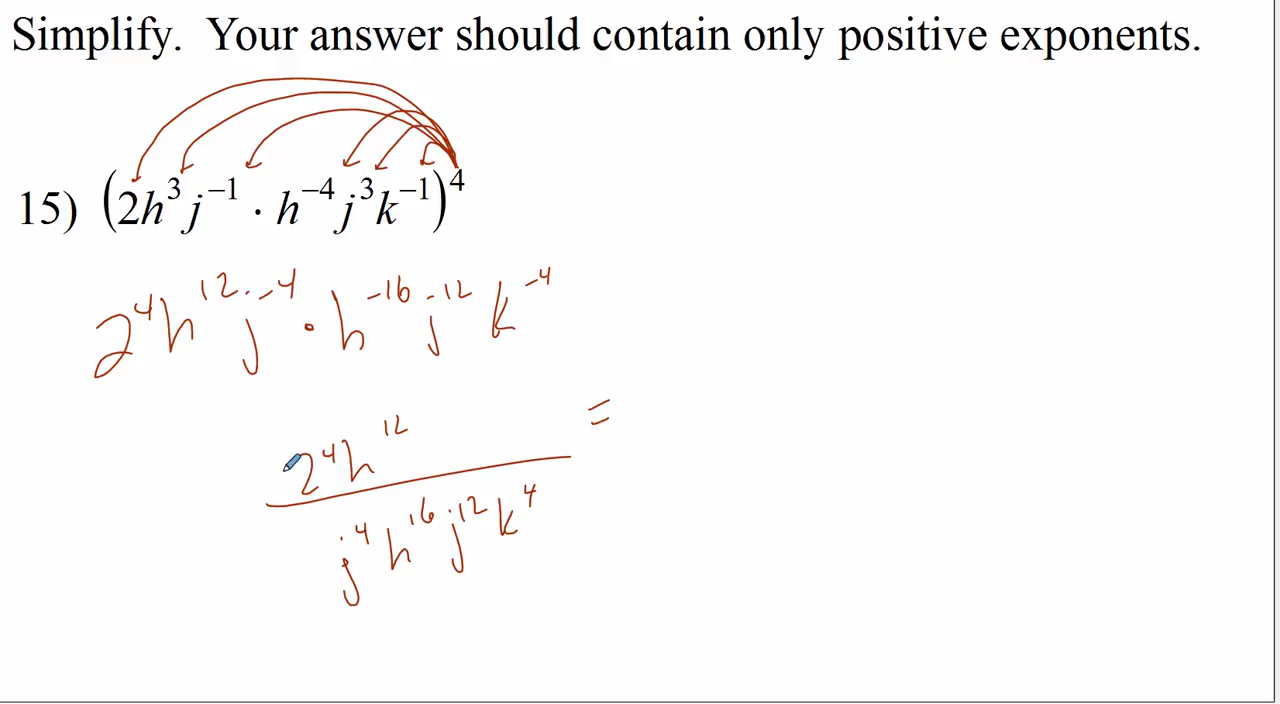 Simplify. Your answer should contain only positive exponents.
15) (2h³j⁻¹ · h⁻⁴j³k⁻¹)⁴
2⁴h¹²j⁻⁴ · h⁻¹⁶j¹²k⁻⁴
2⁴h¹² =
j⁴h¹⁶j¹²k⁴